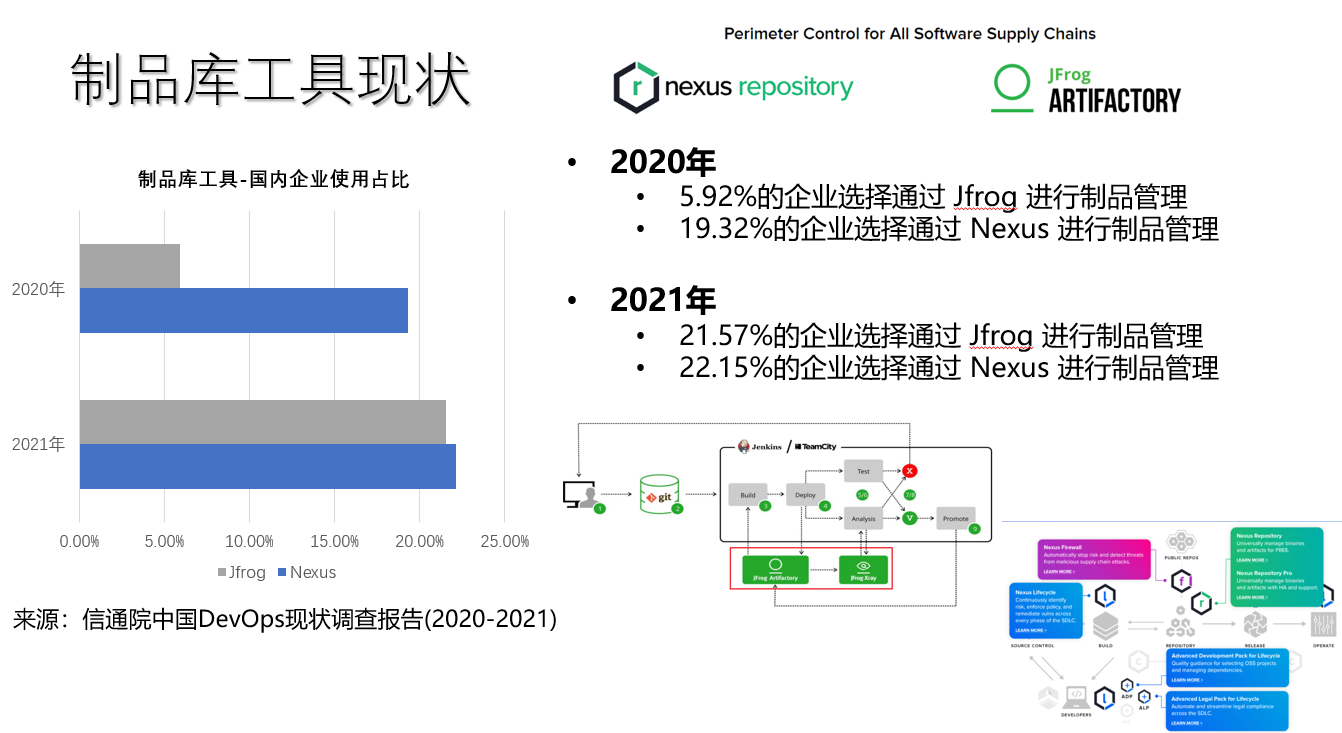 Perimeter Control for All Software Supply Chains
制品库工具现状
nexus repository
JFrog
ARTIFACTORY
制品库工具-国内企业使用占比
2020年
2021年
0.00%
5.00%
10.00%
15.00%
20.00%
25.00%
Jfrog
Nexus
来源：信通院中国DevOps现状调查报告(2020-2021)
• 2020年
• 5.92%的企业选择通过 Jfrog 进行制品管理
• 19.32%的企业选择通过 Nexus 进行制品管理
• 2021年
• 21.57%的企业选择通过 Jfrog 进行制品管理
• 22.15%的企业选择通过 Nexus 进行制品管理
Jenkins / TeamCity
1
git
2
Build
3
Deploy
4
Test
5/6
7/8
X
Analysis
V
Promote
9
JFrog Artifactory
JFrog Xray
Nexus Firewall
Automatically stop risk and detect threats
from malicious supply chain attacks.
LEARN MORE ›
PUBLIC REPOS
Nexus Repository
Universally manage binaries
and artifacts for FREE.
LEARN MORE ›
Nexus Repository Pro
Universally manage binaries
and artifacts with HA and support.
LEARN MORE ›
Nexus Lifecycle
Continuously identify
risk, enforce policy, and
remediate vulns across
every phase of the SDLC.
LEARN MORE ›
SOURCE CONTROL
BUILD
REPOSITORY
RELEASE
OPERATE
DEVELOPERS
ADP
ALP
Advanced Development Pack for Lifecycle
Quality guidance for selecting OSS projects
and managing dependencies.
LEARN MORE ›
Advanced Legal Pack for Lifecycle
Automate and streamline legal compliance
across the SDLC.
LEARN MORE ›